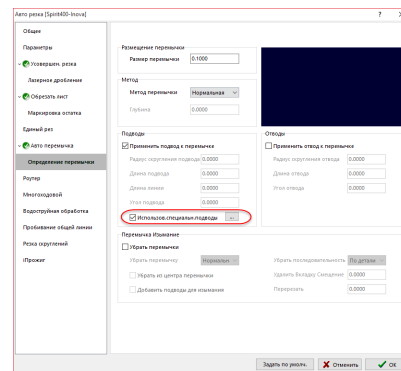 Авто резка [Spirit400-Inova]
? X
Общее
Параметры
Усовершен. резка
Лазерное дробление
Обрезать лист
Маркировка остатка
Единый рез
Авто перемычка
Определение перемычки
Роутер
Многоходовой
Водоструйная обработка
Пробивание общей линии
Резка скруглений
iПрожиг
Размещение перемычки
Размер перемычки 0.1000
Метод
Метод перемычки Нормальная
Глубина 0.0000
Подводы
Применить подвод к перемычке
Радиус скругления подвода 0.0000
Длина подвода 0.0000
Длина линии 0.0000
Угол подвода 0.0000
Использов.специальн.подводы ...
Отводы
Применить отвод к перемычке
Радиус скругления отвода 0.0000
Длина отвода 0.0000
Угол отвода 0.0000
Перемычка Изымание
Убрать перемычки
Убрать перемычку Нормальн
Убрать последовательность По детали
Убрать из центра перемычки
Удалить Вкладку Смещение 0.0000
Добавить подводы для изымания
Перерезать 0.0000
Задать по умолч.
Отменить
OK